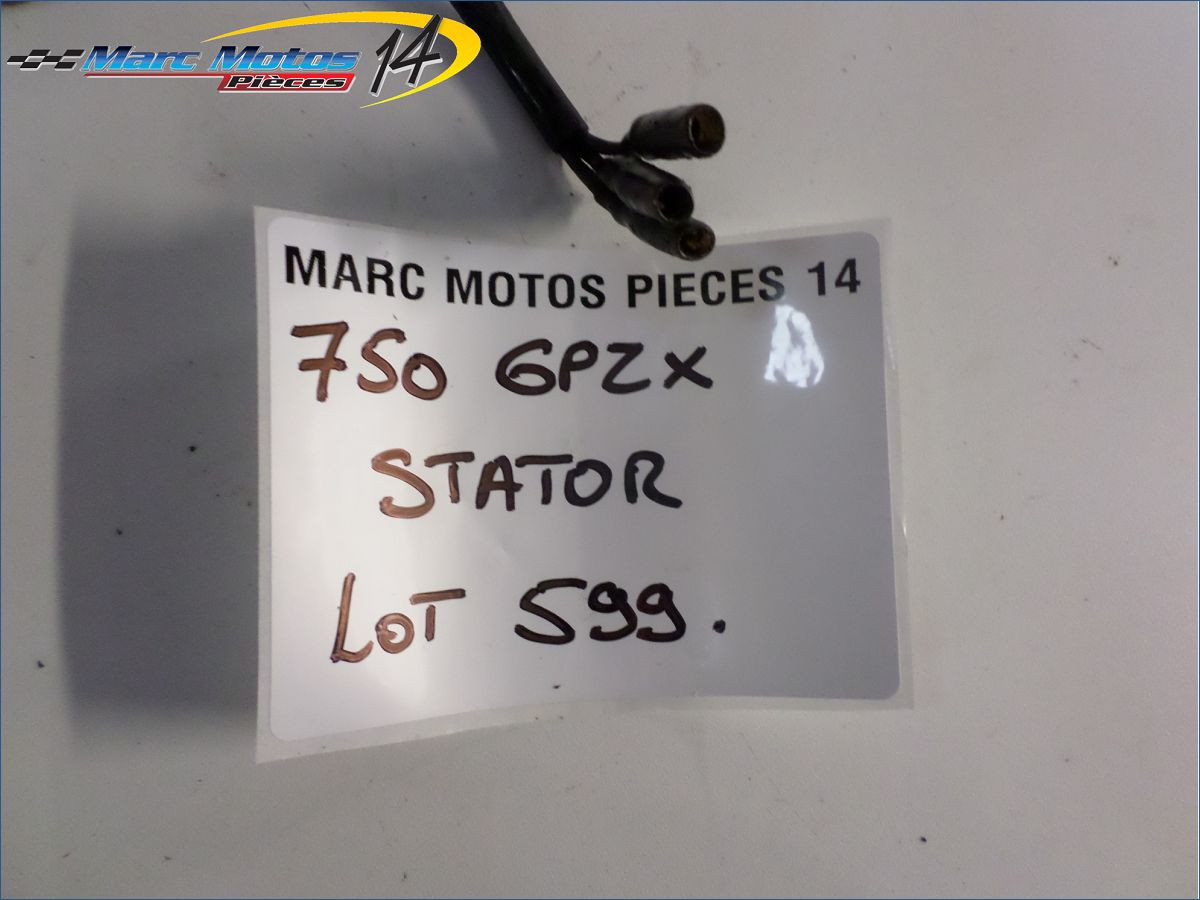 Marc Motos 14
Pièces
MARC MOTOS PIECES 14
750 GPZX
STATOR
LOT 599.